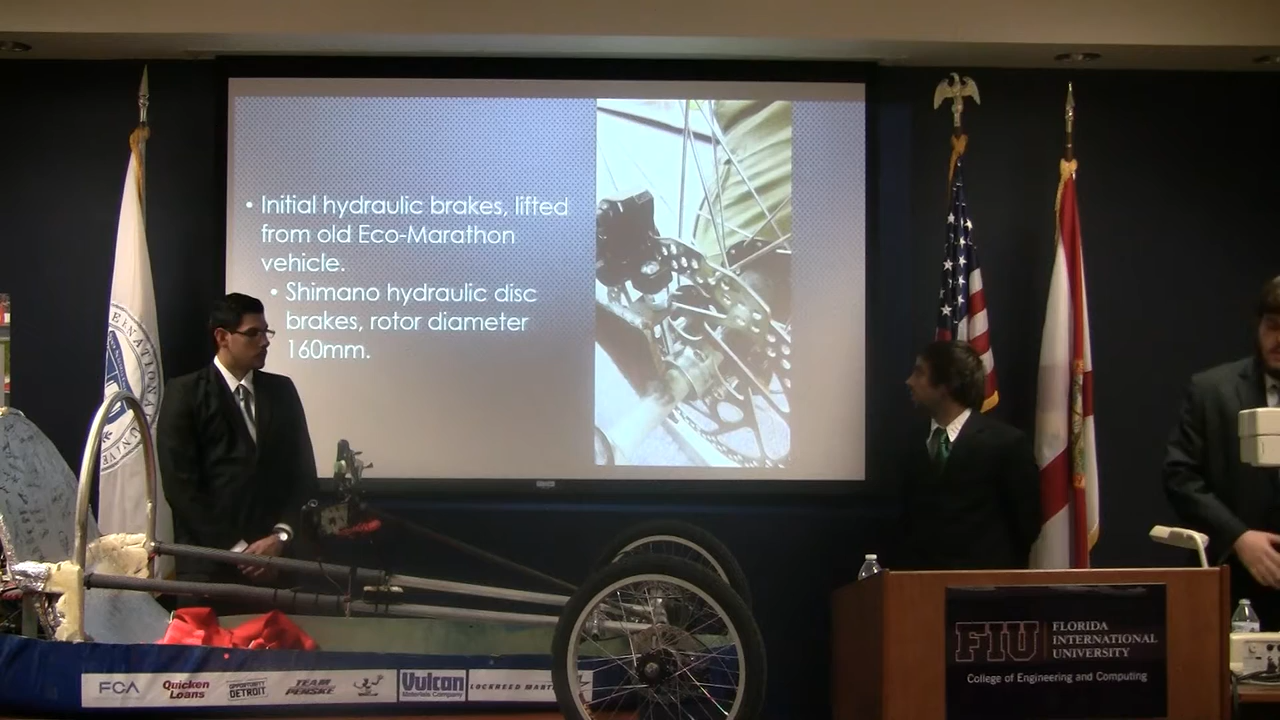 • Initial hydraulic brakes, lifted
from old Eco-Marathon
vehicle.
• Shimano hydraulic disc
brakes, rotor diameter
160mm.
FCA
Quicken
Loans
OPPORTUNITY
DETROIT
TEAM
PENSKE
Vulcan
Materials Company
LOCKHEED MARTIN
FIU
FLORIDA
INTERNATIONAL
UNIVERSITY
College of Engineering and Computing